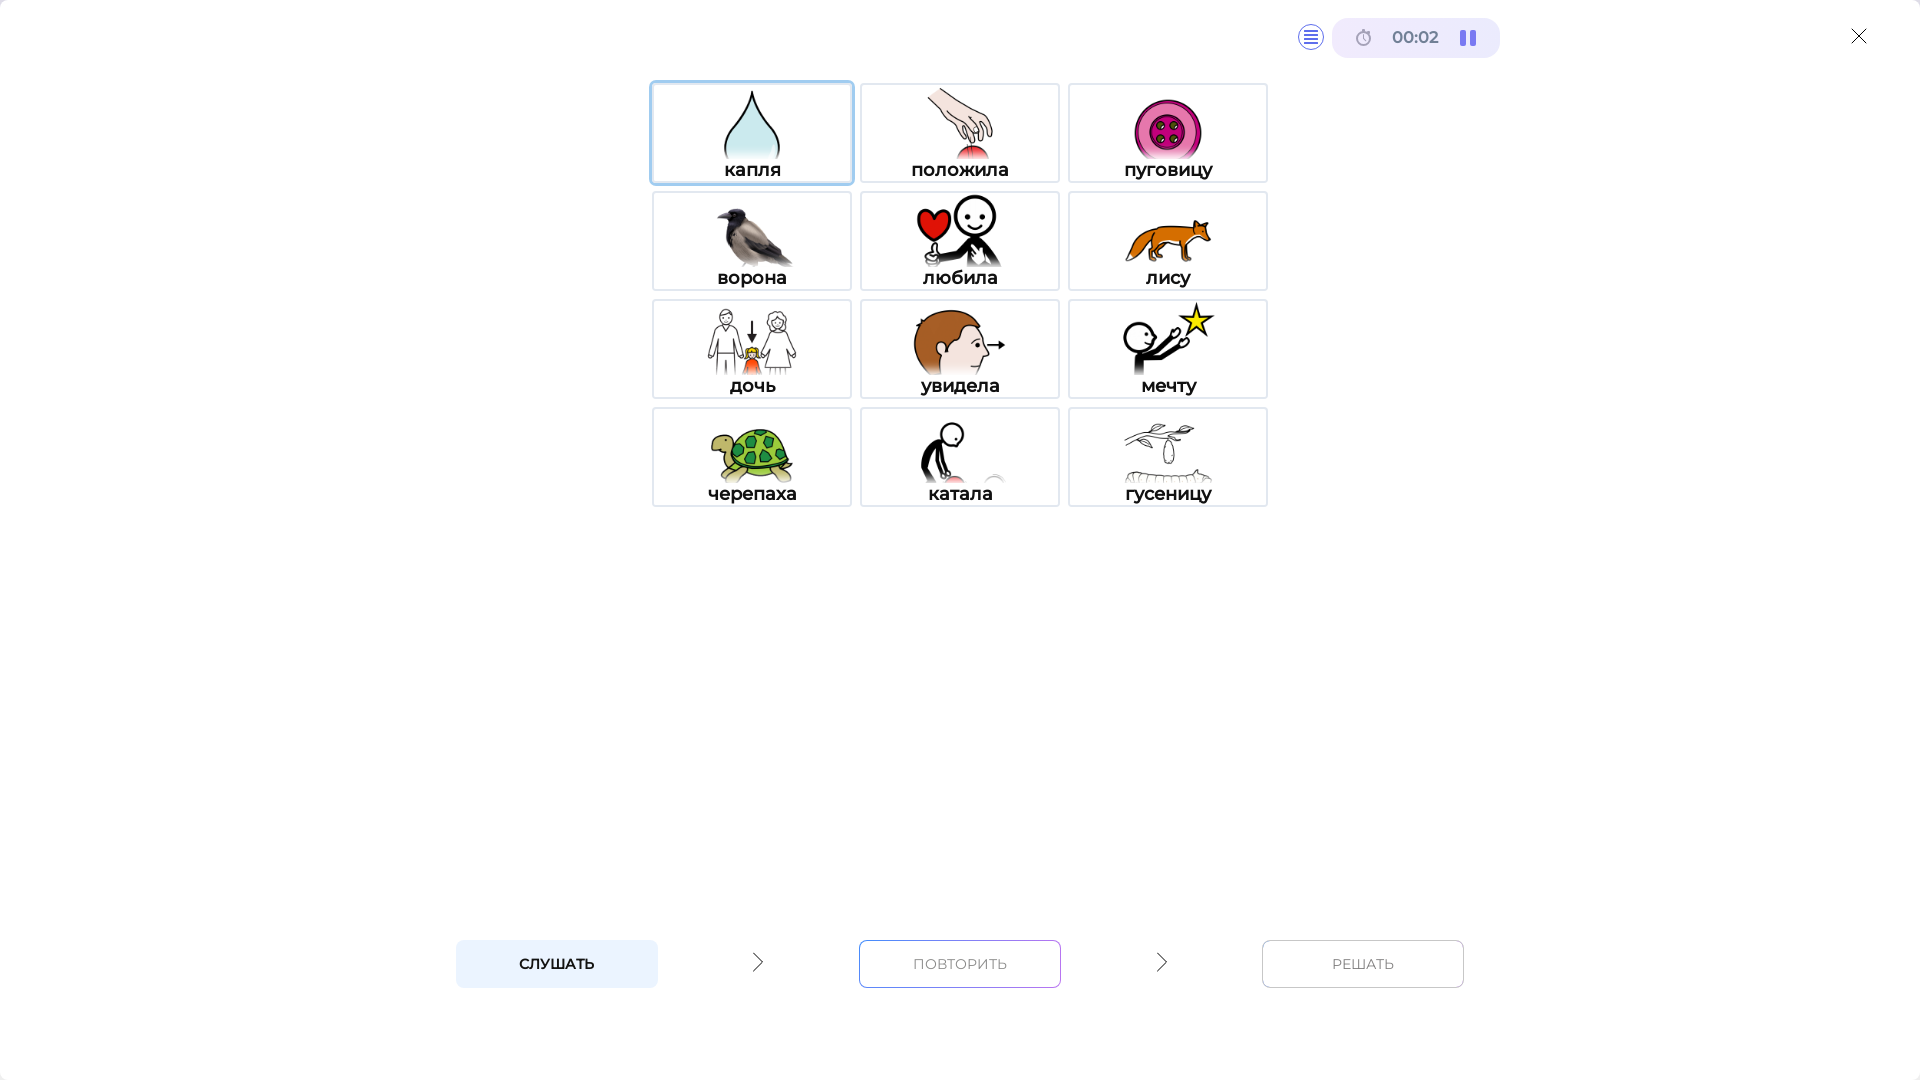 00:02
капля
положила
пуговицу
ворона
любила
лису
дочь
увидела
мечту
черепаха
катала
гусеницу
СЛУШАТЬ
ПОВТОРИТЬ
РЕШАТЬ